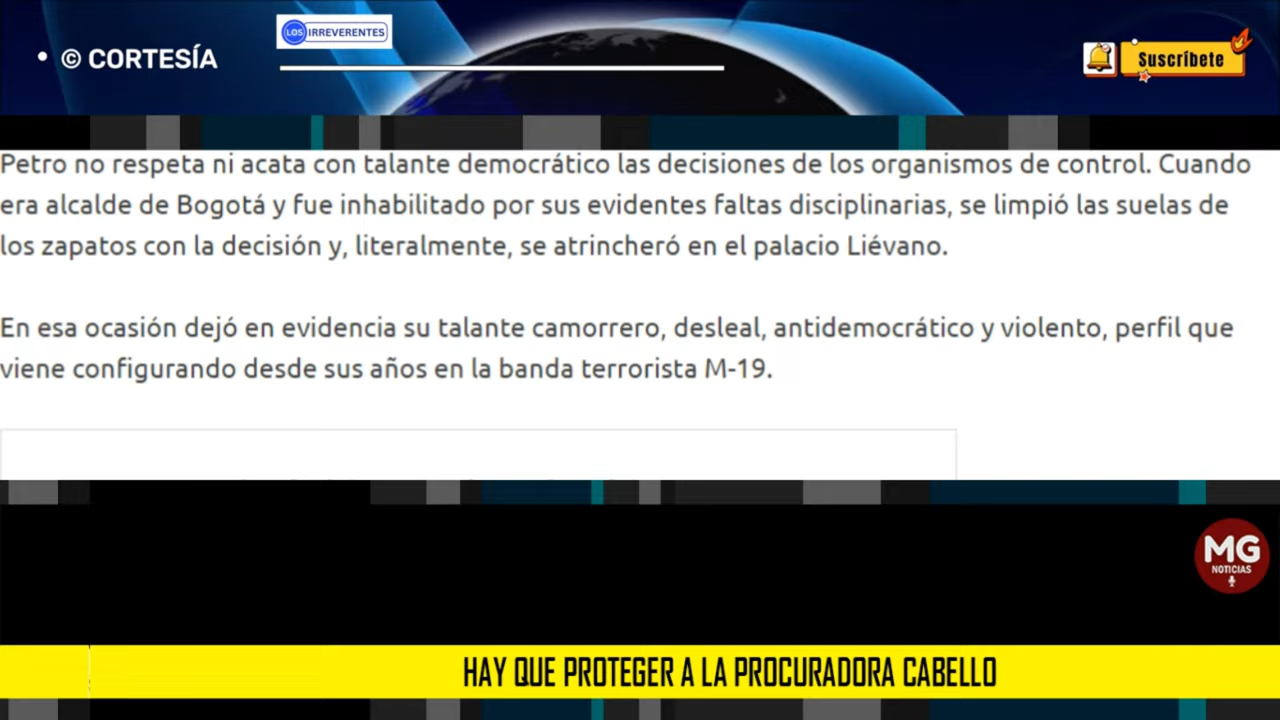 • © CORTESÍA
LOS IRREVERENTES
Suscríbete
Petro no respeta ni acata con talante democrático las decisiones de los organismos de control. Cuando
era alcalde de Bogotá y fue inhabilitado por sus evidentes faltas disciplinarias, se limpió las suelas de
los zapatos con la decisión y, literalmente, se atrincheró en el palacio Liévano.
En esa ocasión dejó en evidencia su talante camorrero, desleal, antidemocrático y violento, perfil que
viene configurando desde sus años en la banda terrorista M-19.
MG
NOTICIAS
HAY QUE PROTEGER A LA PROCURADORA CABELLO